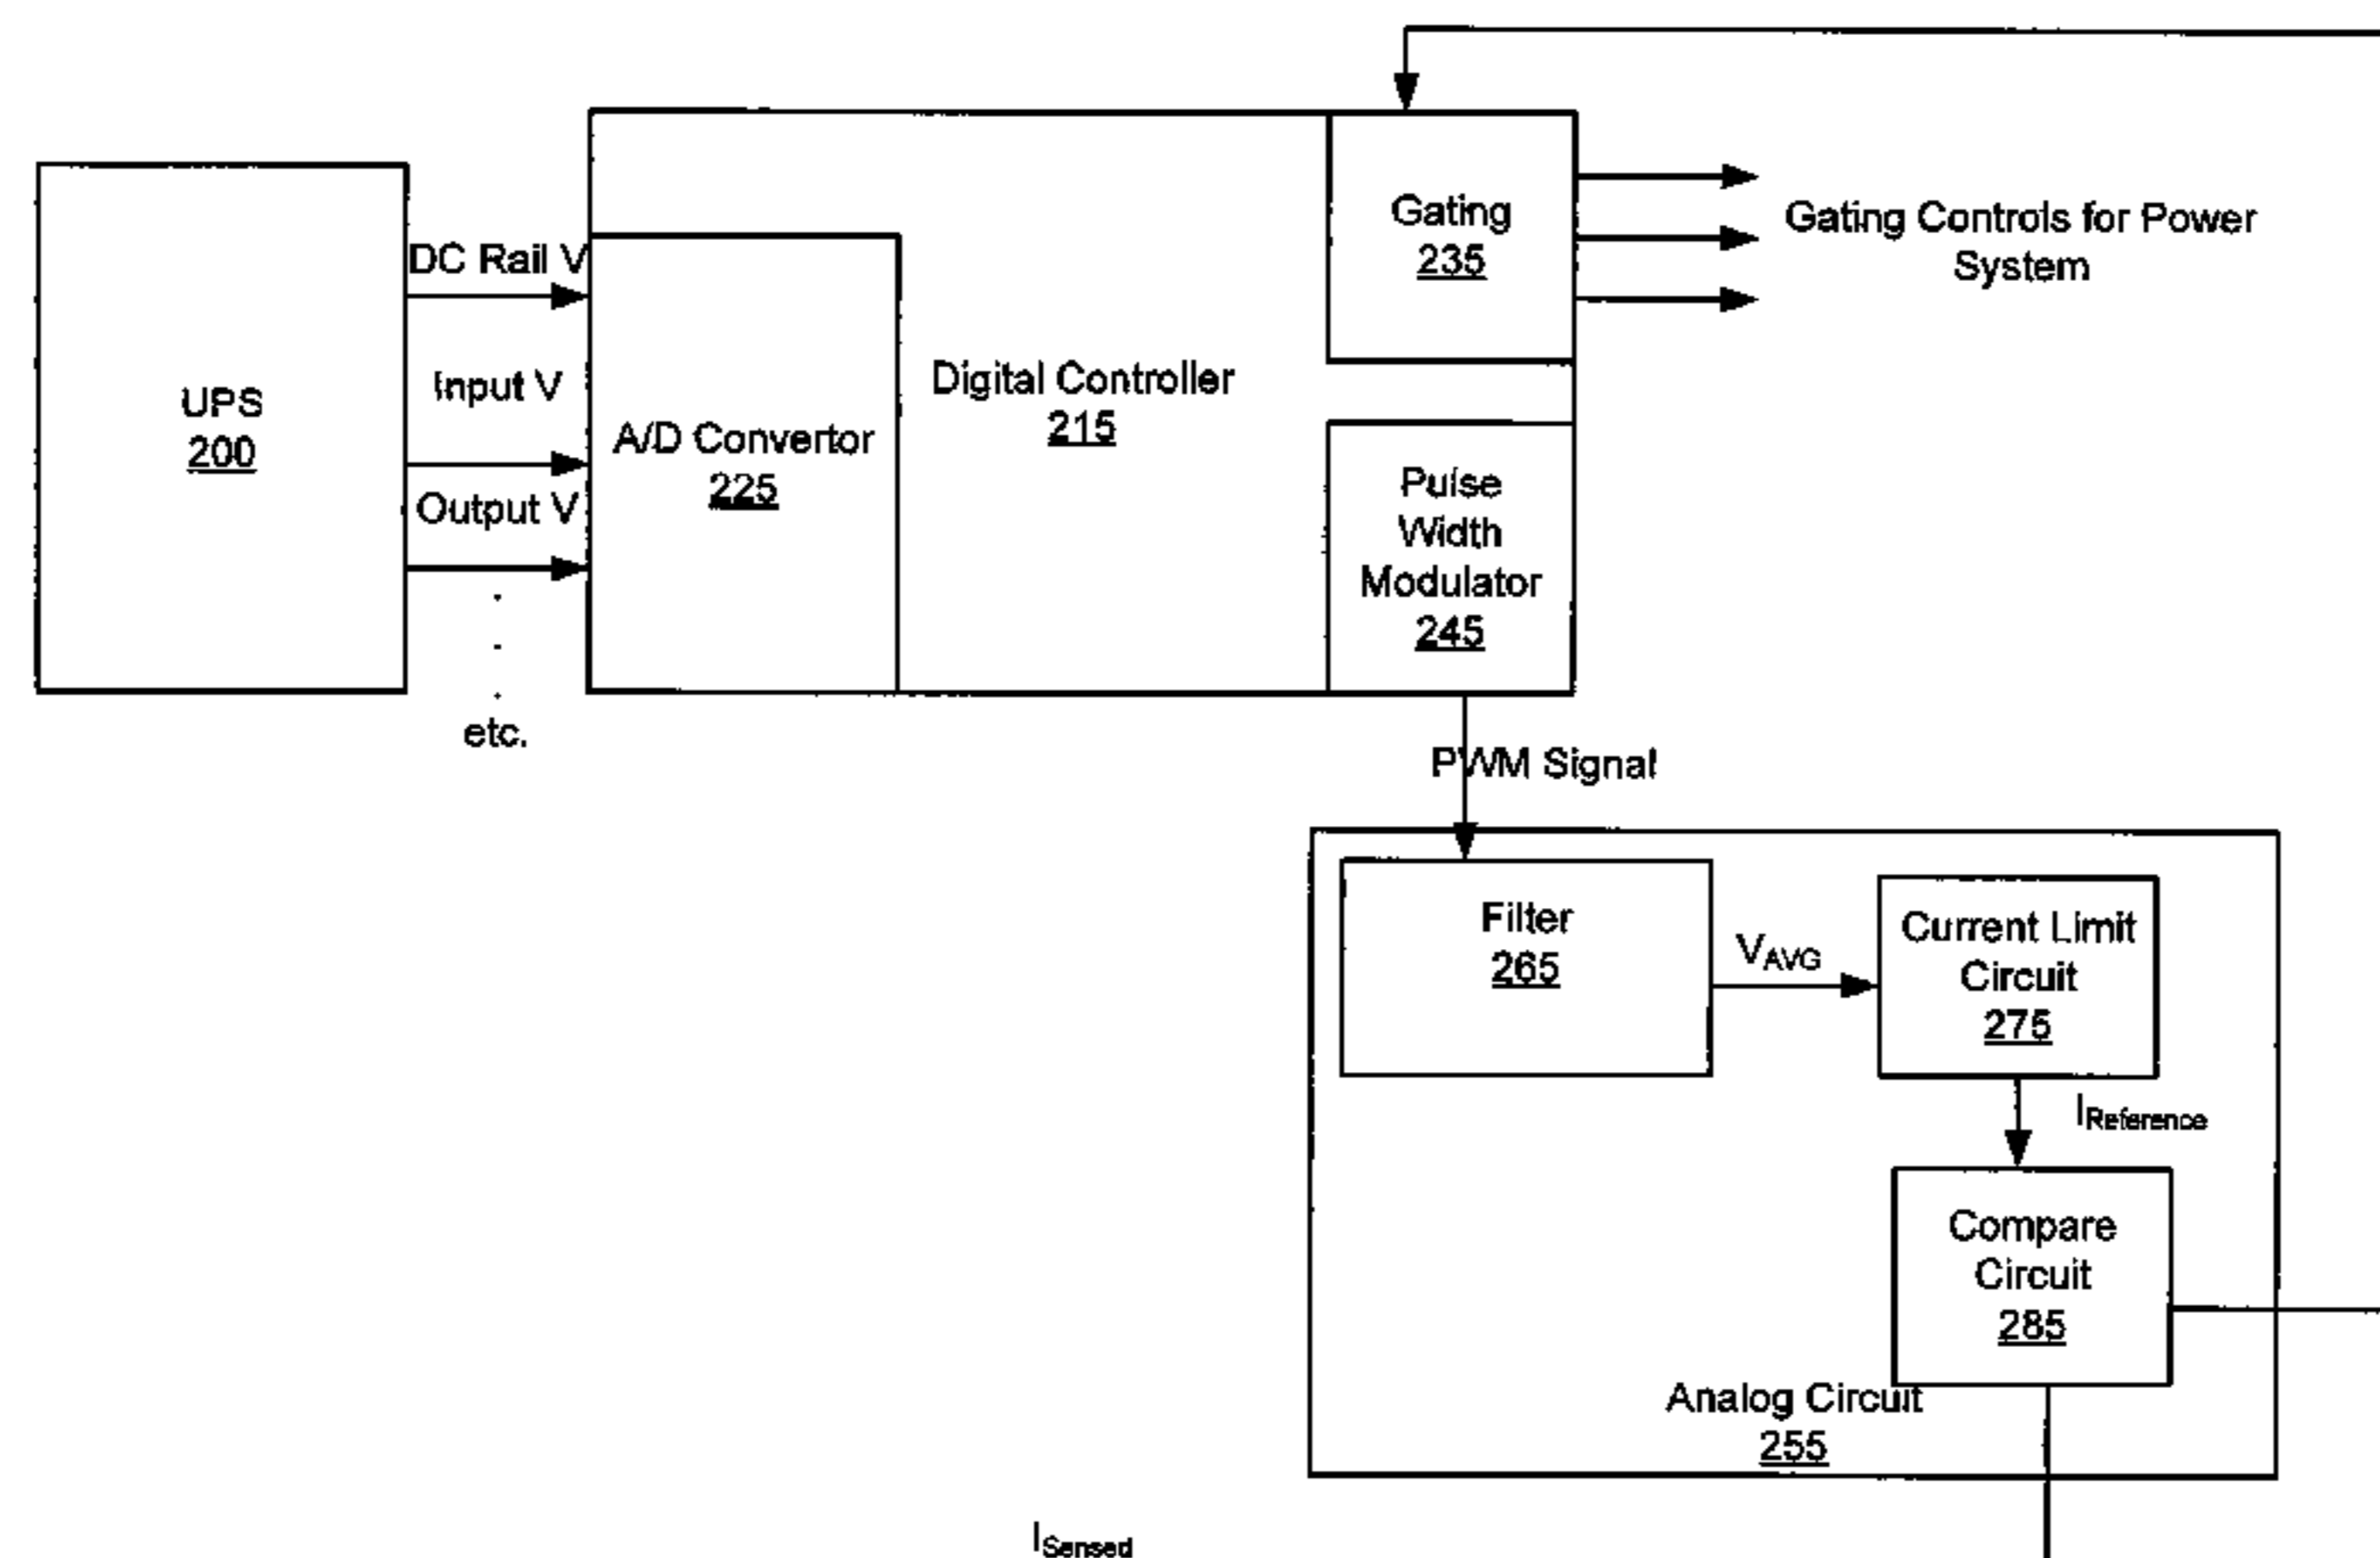 UPS
200
DC Rail V
Input V
Output V
.
.
.
etc.
A/D Convertor
225
Digital Controller
215
Gating
235
Gating Controls for Power
System
Pulse
Width
Modulator
245
PWM Signal
Filter
265
VAVG
Current Limit
Circuit
275
IReference
Compare
Circuit
285
Analog Circuit
255
ISensed